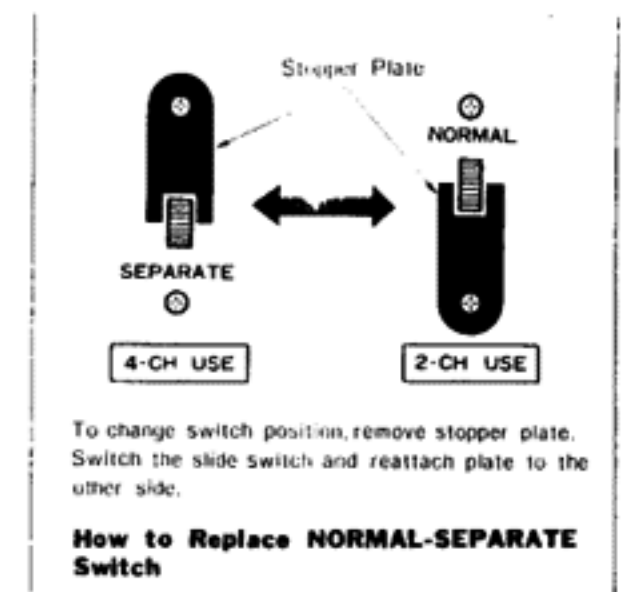 Stopper Plate
NORMAL
SEPARATE
4-CH USE
2-CH USE
To change switch position, remove stopper plate.
Switch the slide switch and reattach plate to the
other side.
How to Replace NORMAL-SEPARATE
Switch